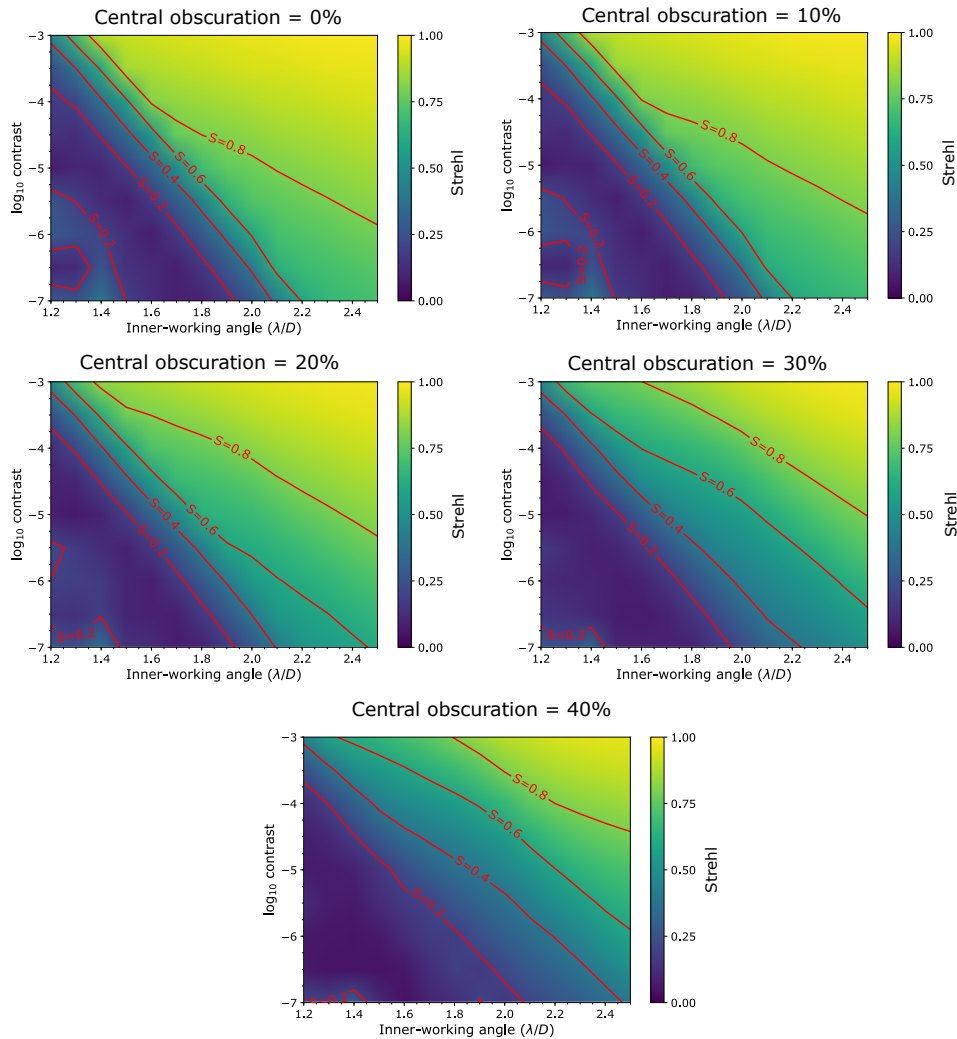 Central obscuration = 0%
−3
−4
−5
−6
−7
log₁₀ contrast
S=0.8
S=0.6
S=0.4
S=0.2
S=0.2
1.2 1.4 1.6 1.8 2.0 2.2 2.4
Inner-working angle (λ/D)
1.00
0.75
0.50
0.25
0.00
Strehl
Central obscuration = 10%
−3
−4
−5
−6
−7
log₁₀ contrast
S=0.8
S=0.6
S=0.4
S=0.2
S=0.2
S=0.2
1.2 1.4 1.6 1.8 2.0 2.2 2.4
Inner-working angle (λ/D)
1.00
0.75
0.50
0.25
0.00
Strehl
Central obscuration = 20%
−3
−4
−5
−6
−7
log₁₀ contrast
S=0.8
S=0.6
S=0.4
S=0.2
S=0.2
1.2 1.4 1.6 1.8 2.0 2.2 2.4
Inner-working angle (λ/D)
1.00
0.75
0.50
0.25
0.00
Strehl
Central obscuration = 30%
−3
−4
−5
−6
−7
log₁₀ contrast
S=0.8
S=0.6
S=0.4
S=0.2
S=0.2
1.2 1.4 1.6 1.8 2.0 2.2 2.4
Inner-working angle (λ/D)
1.00
0.75
0.50
0.25
0.00
Strehl
Central obscuration = 40%
−3
−4
−5
−6
−7
log₁₀ contrast
S=0.8
S=0.6
S=0.4
S=0.2
S=0.2
1.2 1.4 1.6 1.8 2.0 2.2 2.4
Inner-working angle (λ/D)
1.00
0.75
0.50
0.25
0.00
Strehl